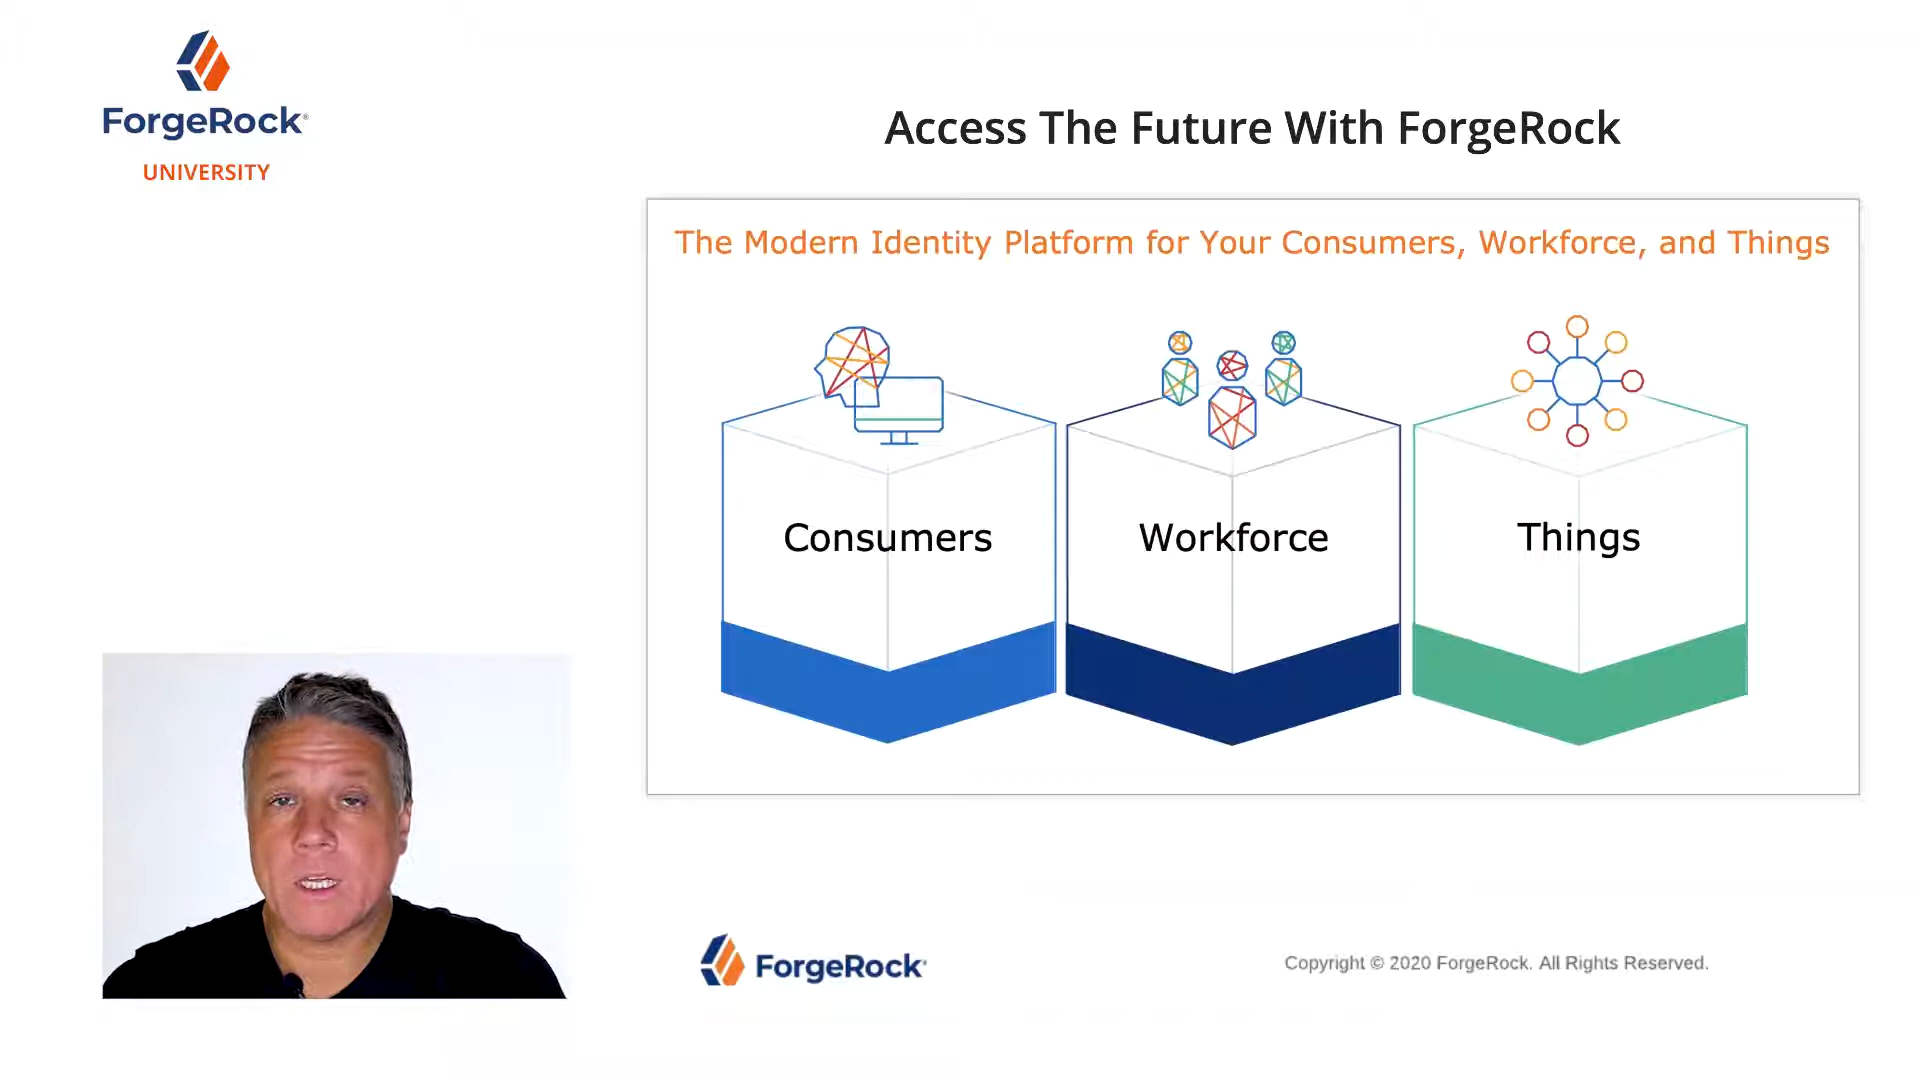 ForgeRock
UNIVERSITY
Access The Future With ForgeRock
The Modern Identity Platform for Your Consumers, Workforce, and Things
Consumers
Workforce
Things
ForgeRock
Copyright © 2020 ForgeRock. All Rights Reserved.